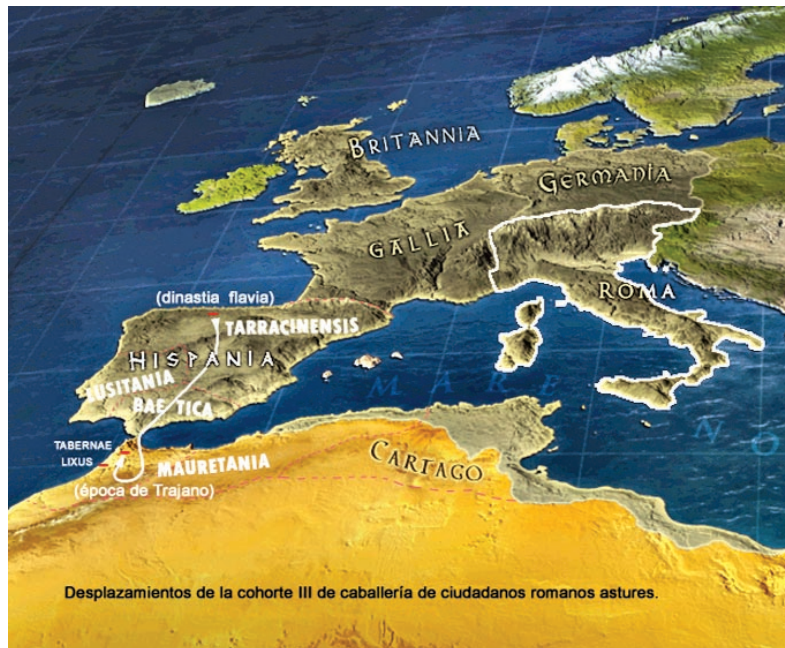 BRITANNIA
GERMANIA
GALLIA
ROMA
(dinastia flavia)
TARRACINENSIS
HISPANIA
LUSITANIA
BAETICA
MARE
NO
TABERNAE
LIXUS
MAURETANIA
CARTAGO
(época de Trajano)
Desplazamientos de la cohorte III de caballería de ciudadanos romanos astures.